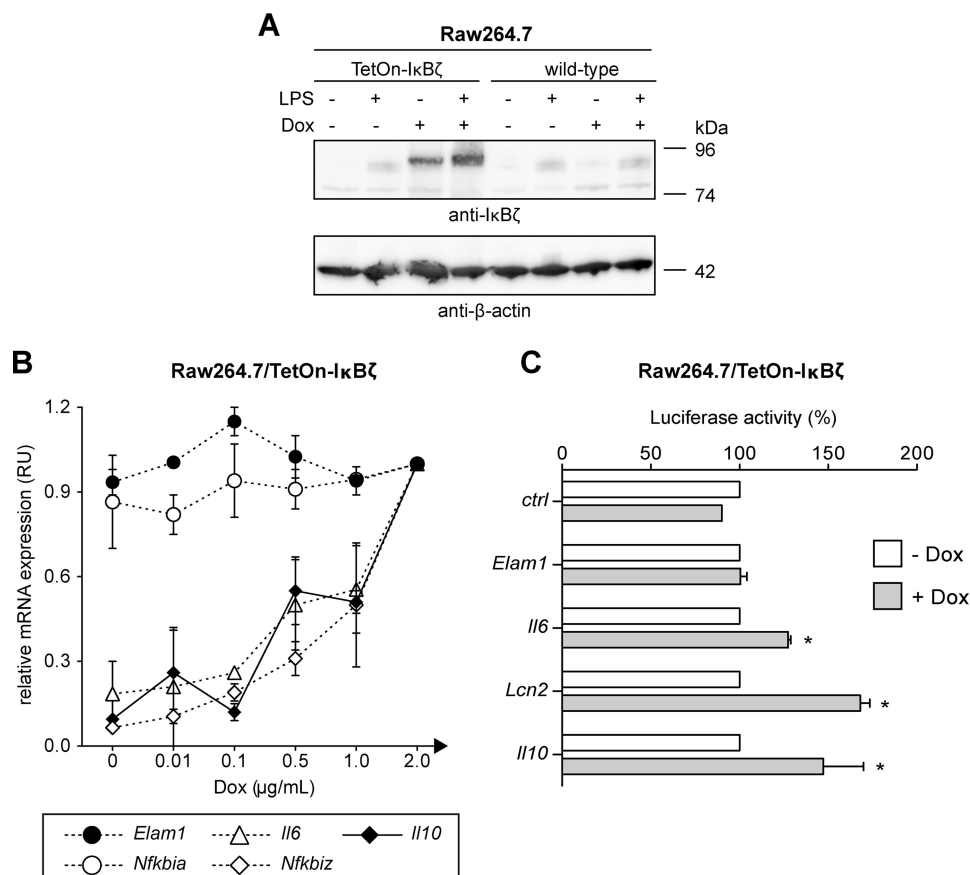 A
Raw264.7
TetOn-IκBζ wild-type
LPS - + - + - + - +
Dox - - + + - - + + kDa
96
74
anti-IκBζ
42
anti-β-actin
B
Raw264.7/TetOn-IκBζ
relative mRNA expression (RU)
1.2
0.9
0.6
0.3
0.0
0 0.01 0.1 0.5 1.0 2.0
Dox (μg/mL)
Elam1 Il6 Il10
Nfkbia Nfkbiz
C
Raw264.7/TetOn-IκBζ
Luciferase activity (%)
0 50 100 150 200
ctrl
Elam1
Il6 *
Lcn2 *
Il10 *
- Dox
+ Dox